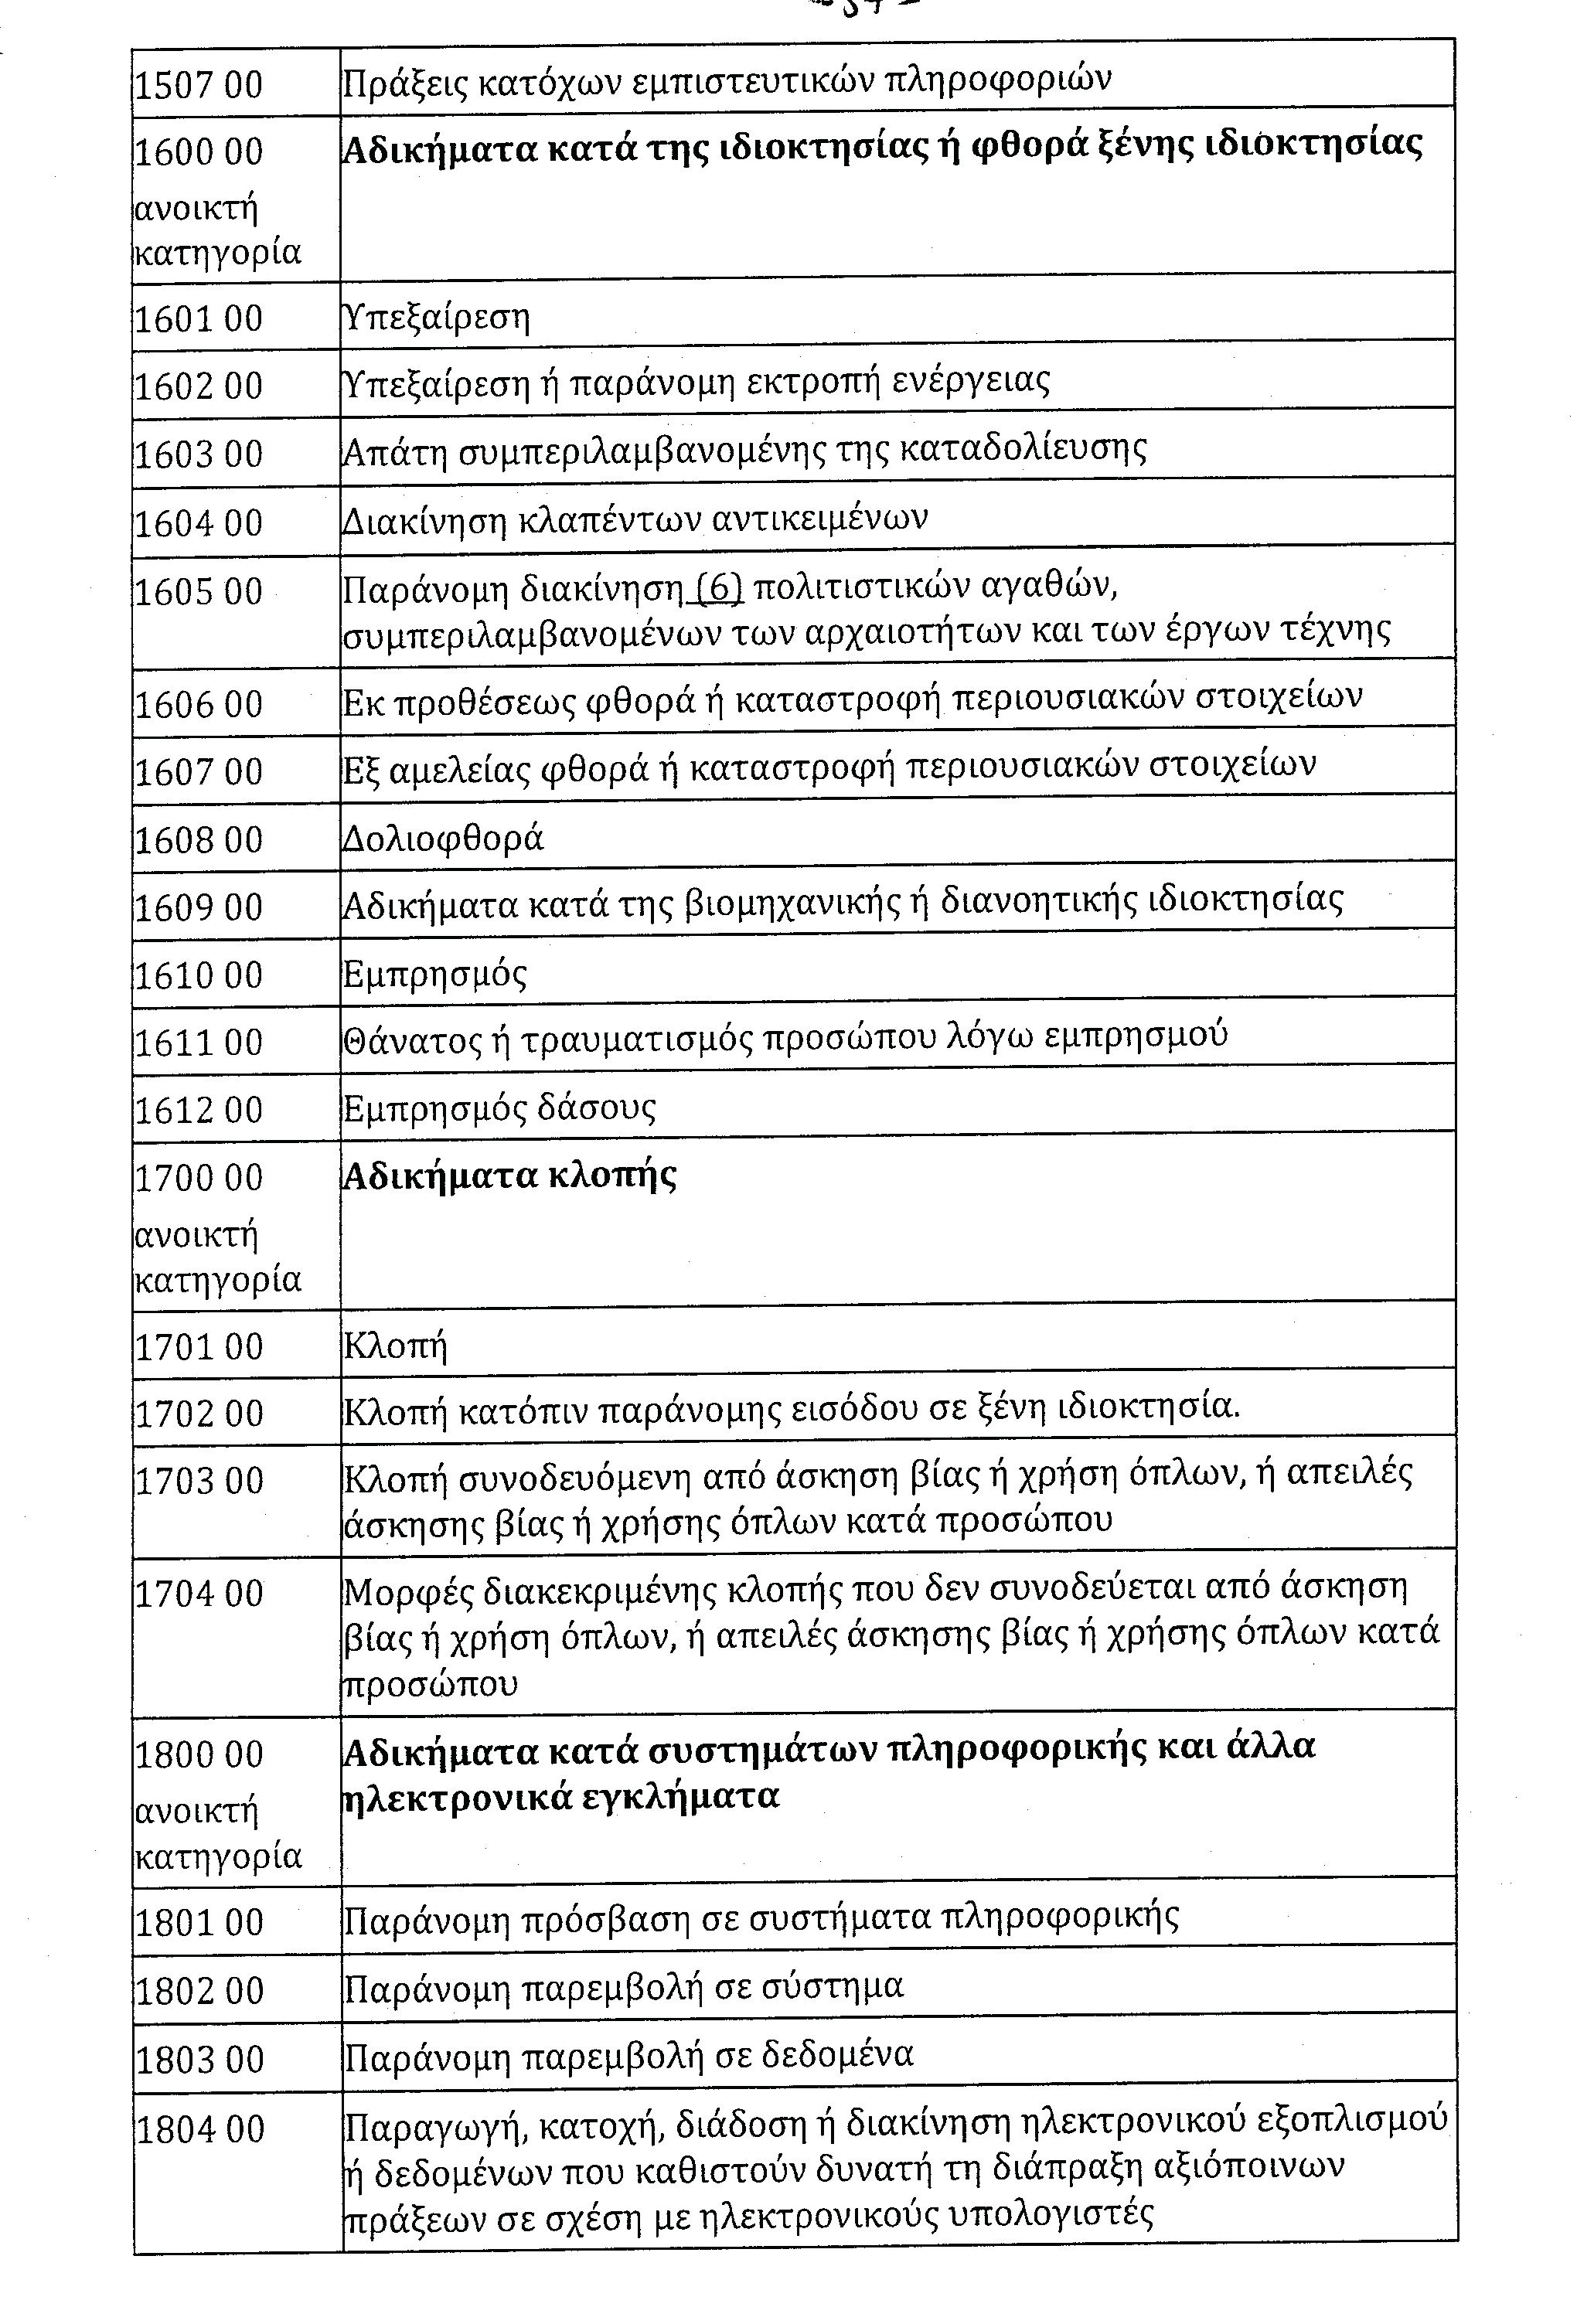 1507 00 Πράξεις κατόχων εμπιστευτικών πληροφοριών
1600 00 Αδικήματα κατά της ιδιοκτησίας ή φθορά ξένης ιδιοκτησίας
ανοικτή
κατηγορία
1601 00 Υπεξαίρεση
1602 00 Υπεξαίρεση ή παράνομη εκτροπή ενέργειας
1603 00 Απάτη συμπεριλαμβανομένης της καταδολίευσης
1604 00 Διακίνηση κλαπέντων αντικειμένων
1605 00 Παράνομη διακίνηση (6) πολιτιστικών αγαθών,
συμπεριλαμβανομένων των αρχαιοτήτων και των έργων τέχνης
1606 00 Εκ προθέσεως φθορά ή καταστροφή περιουσιακών στοιχείων
1607 00 Εξ αμελείας φθορά ή καταστροφή περιουσιακών στοιχείων
1608 00 Δολιοφθορά
1609 00 Αδικήματα κατά της βιομηχανικής ή διανοητικής ιδιοκτησίας
1610 00 Εμπρησμός
1611 00 Θάνατος ή τραυματισμός προσώπου λόγω εμπρησμού
1612 00 Εμπρησμός δάσους
1700 00 Αδικήματα κλοπής
ανοικτή
κατηγορία
1701 00 Κλοπή
1702 00 Κλοπή κατόπιν παράνομης εισόδου σε ξένη ιδιοκτησία.
1703 00 Κλοπή συνοδευόμενη από άσκηση βίας ή χρήση όπλων, ή απειλές
άσκησης βίας ή χρήσης όπλων κατά προσώπου
1704 00 Μορφές διακεκριμένης κλοπής που δεν συνοδεύεται από άσκηση
βίας ή χρήση όπλων, ή απειλές άσκησης βίας ή χρήσης όπλων κατά
προσώπου
1800 00 Αδικήματα κατά συστημάτων πληροφορικής και άλλα
ηλεκτρονικά εγκλήματα
ανοικτή
κατηγορία
1801 00 Παράνομη πρόσβαση σε συστήματα πληροφορικής
1802 00 Παράνομη παρεμβολή σε σύστημα
1803 00 Παράνομη παρεμβολή σε δεδομένα
1804 00 Παραγωγή, κατοχή, διάδοση ή διακίνηση ηλεκτρονικού εξοπλισμού
ή δεδομένων που καθιστούν δυνατή τη διάπραξη αξιόποινων
πράξεων σε σχέση με ηλεκτρονικούς υπολογιστές